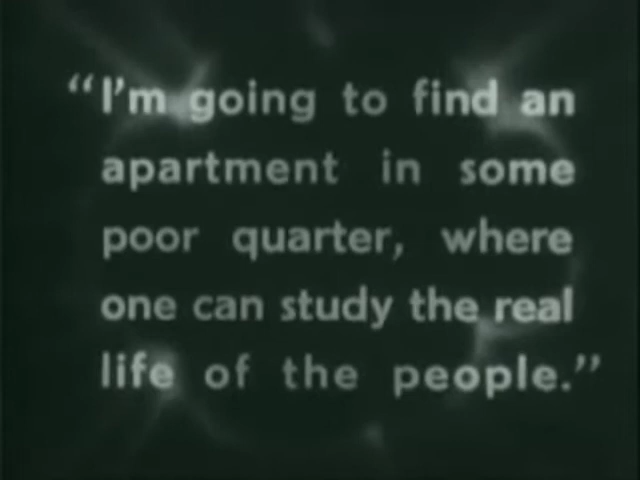 “I'm going to find an
apartment in some
poor quarter, where
one can study the real
life of the people.”